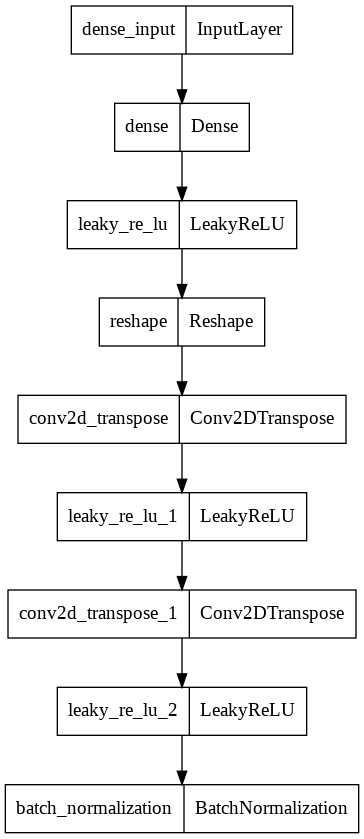 dense_input InputLayer
dense Dense
leaky_re_lu LeakyReLU
reshape Reshape
conv2d_transpose Conv2DTranspose
leaky_re_lu_1 LeakyReLU
conv2d_transpose_1 Conv2DTranspose
leaky_re_lu_2 LeakyReLU
batch_normalization BatchNormalization